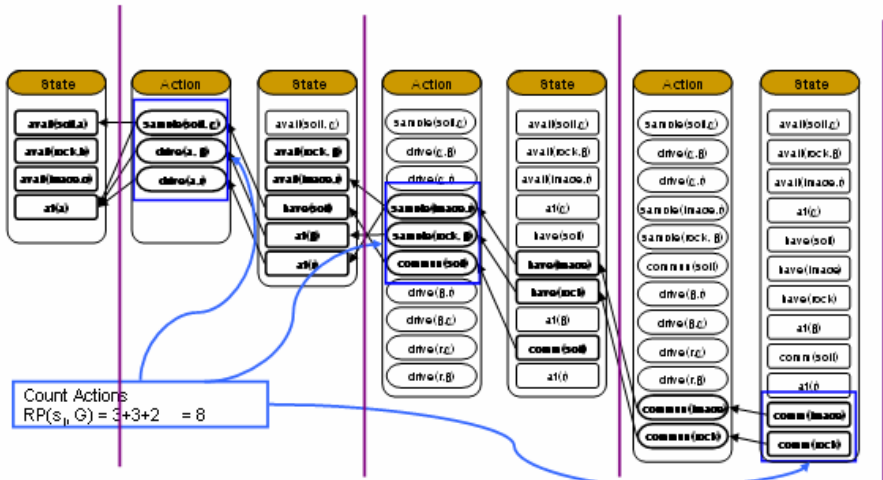 State
avail(soil,α)
avail(rock,β)
avail(image,γ)
at(α)
Action
sample(soil,α)
drive(α,β)
drive(α,γ)
State
avail(soil,α)
avail(rock,β)
avail(image,γ)
have(soil)
at(β)
at(γ)
Action
sample(soil,α)
drive(α,β)
drive(α,γ)
sample(image,γ)
sample(rock,β)
commun(soil)
drive(β,γ)
drive(β,α)
drive(γ,α)
drive(γ,β)
State
avail(soil,α)
avail(rock,β)
avail(image,γ)
at(α)
have(soil)
have(image)
have(rock)
at(β)
comm(soil)
at(γ)
Action
sample(soil,α)
drive(α,β)
drive(α,γ)
sample(image,γ)
sample(rock,β)
commun(soil)
drive(β,γ)
drive(β,α)
drive(γ,α)
drive(γ,β)
commun(image)
commun(rock)
State
avail(soil,α)
avail(rock,β)
avail(image,γ)
at(α)
have(soil)
have(image)
have(rock)
at(β)
comm(soil)
at(γ)
comm(image)
comm(rock)
Count Actions
RP(sᵢ, G) = 3+3+2 = 8